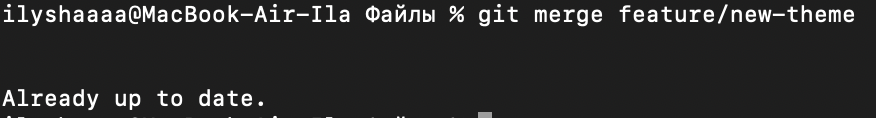 ilyshaaaa@MacBook-Air-Ila Файлы % git merge feature/new-theme
Already up to date.